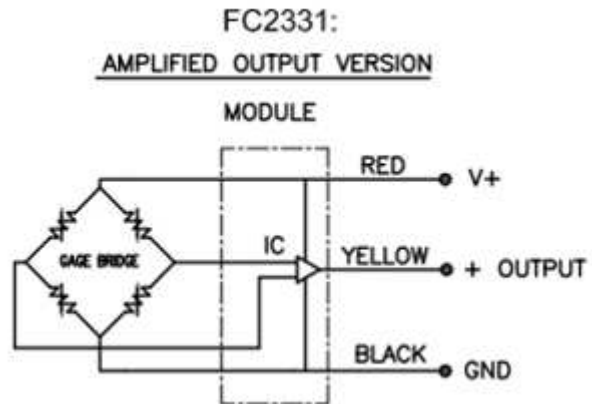 FC2331:
AMPLIFIED OUTPUT VERSION
MODULE
RED
V+
IC
YELLOW
GAGE BRIDGE
+ OUTPUT
BLACK
GND